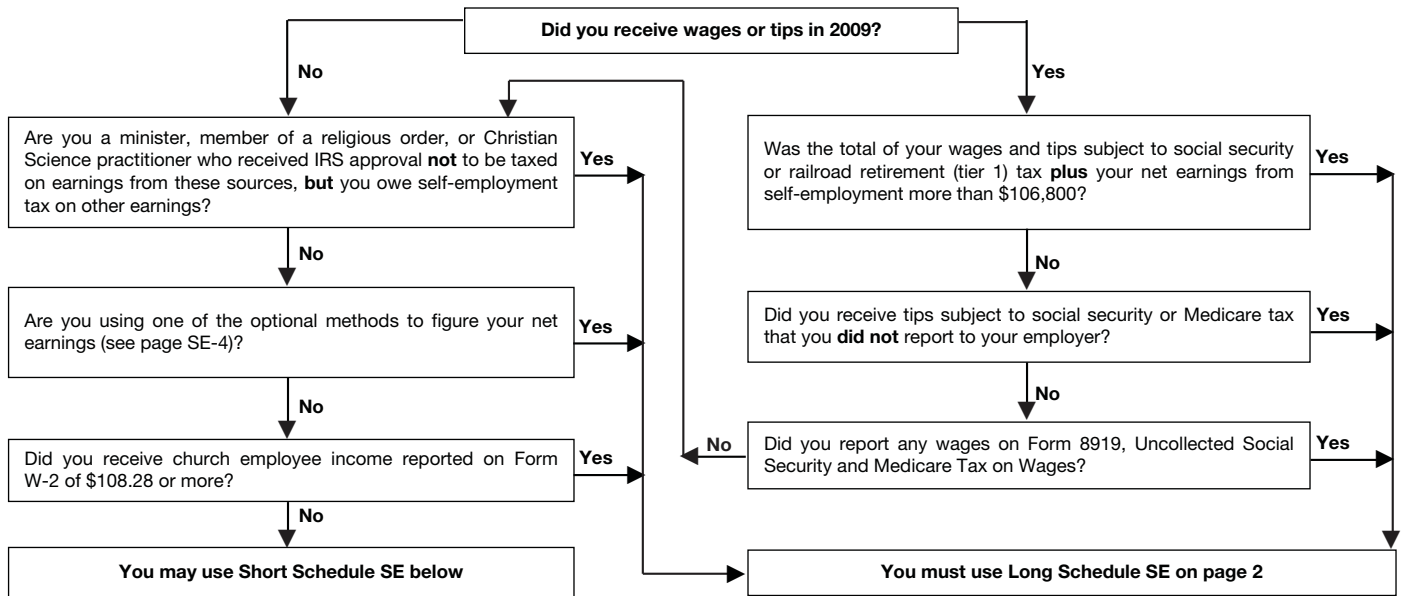 Did you receive wages or tips in 2009?
No
Yes
Are you a minister, member of a religious order, or Christian
Science practitioner who received IRS approval not to be taxed
on earnings from these sources, but you owe self-employment
tax on other earnings?
Yes
Was the total of your wages and tips subject to social security
or railroad retirement (tier 1) tax plus your net earnings from
self-employment more than $106,800?
Yes
No
No
Are you using one of the optional methods to figure your net
earnings (see page SE-4)?
Yes
Did you receive tips subject to social security or Medicare tax
that you did not report to your employer?
Yes
No
No
Did you receive church employee income reported on Form
W-2 of $108.28 or more?
Yes
No
Did you report any wages on Form 8919, Uncollected Social
Security and Medicare Tax on Wages?
Yes
No
You may use Short Schedule SE below
You must use Long Schedule SE on page 2